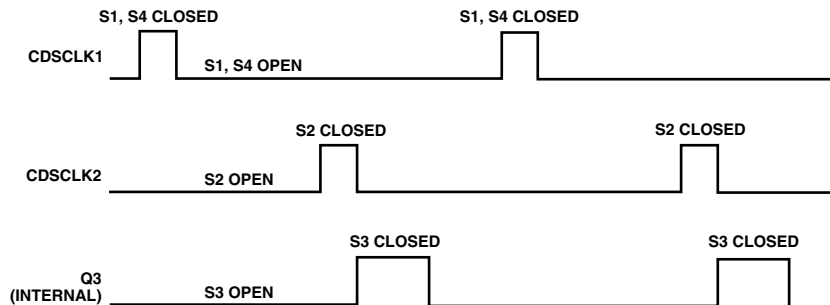 S1, S4 CLOSED S1, S4 CLOSED
CDSCLK1
S1, S4 OPEN
S2 CLOSED S2 CLOSED
CDSCLK2
S2 OPEN
S3 CLOSED S3 CLOSED
Q3
(INTERNAL)
S3 OPEN